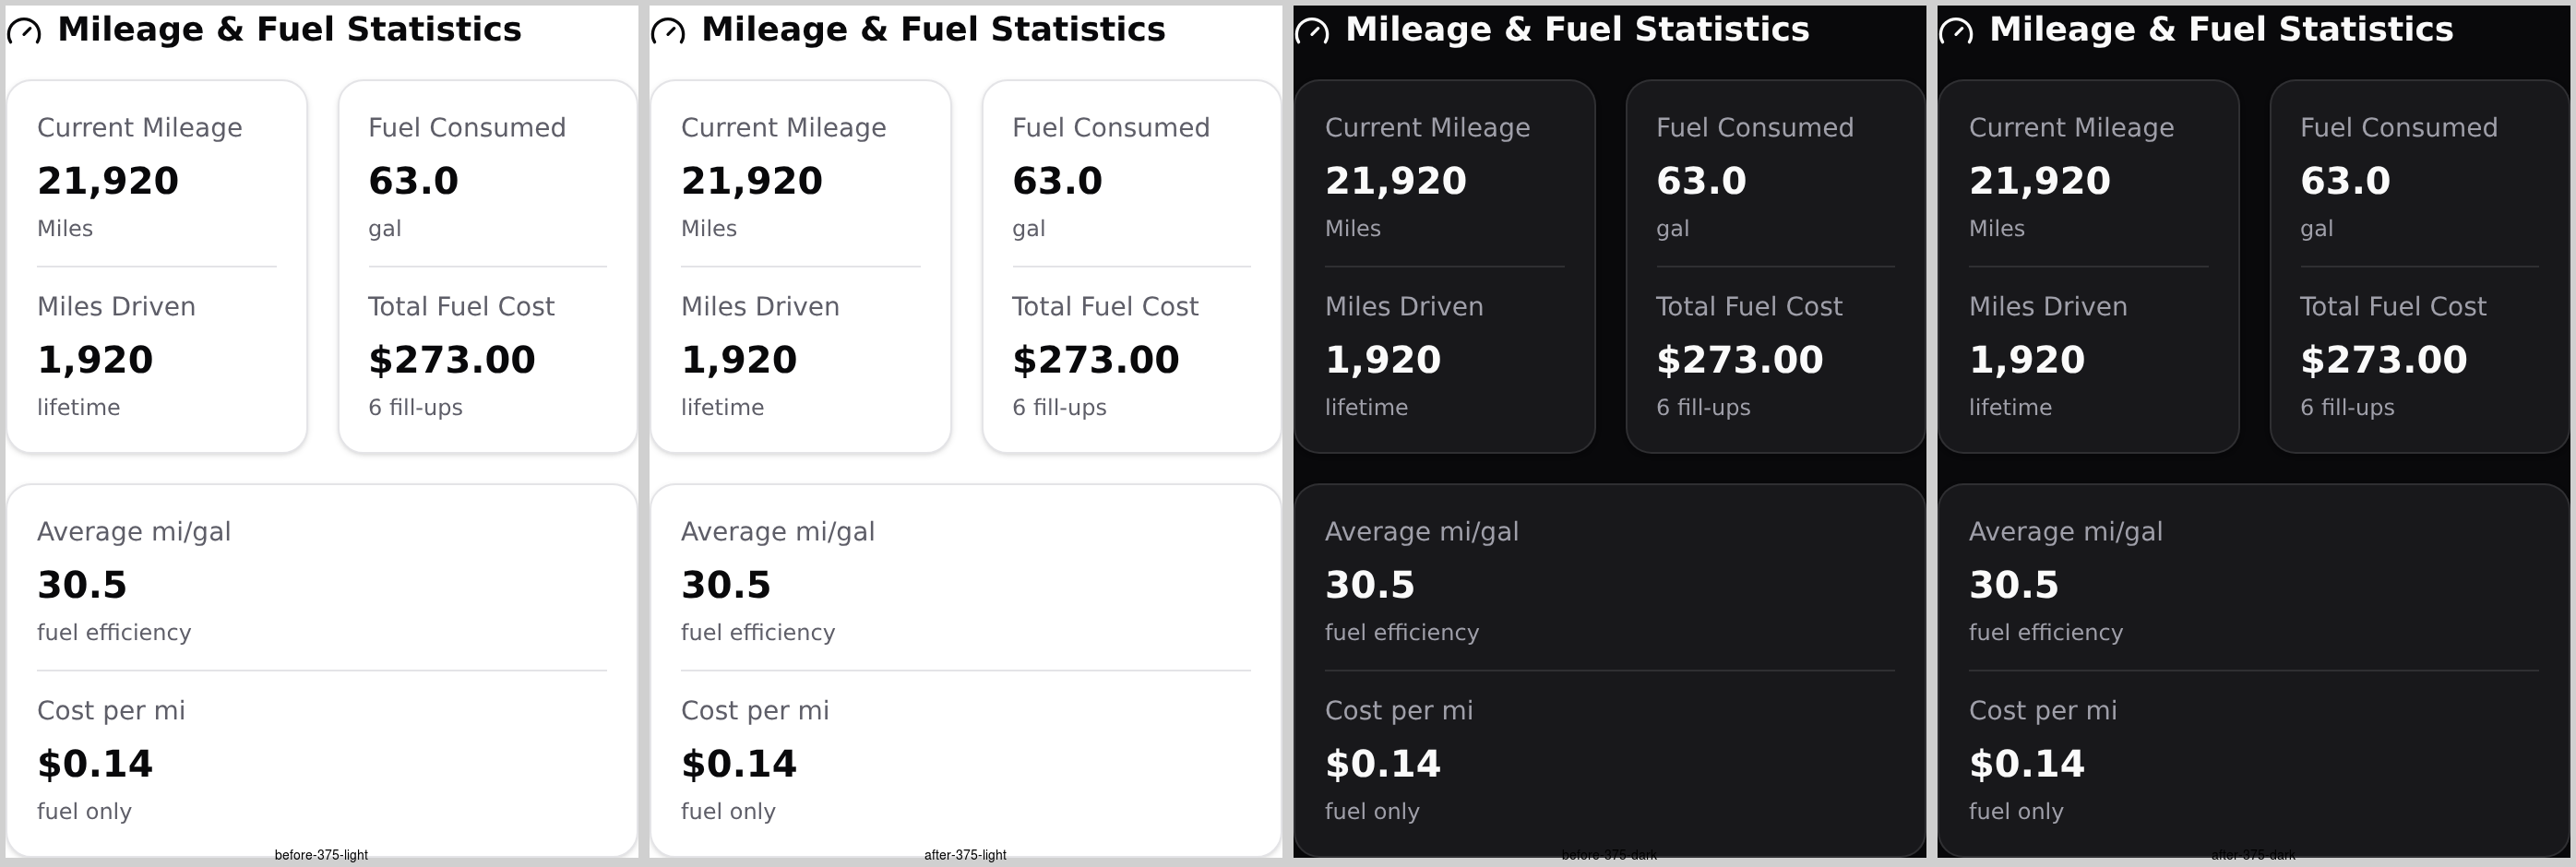 Mileage & Fuel Statistics
Current Mileage
21,920
Miles
Miles Driven
1,920
lifetime
Fuel Consumed
63.0
gal
Total Fuel Cost
$273.00
6 fill-ups
Average mi/gal
30.5
fuel efficiency
Cost per mi
$0.14
fuel only
before-375-light
Mileage & Fuel Statistics
Current Mileage
21,920
Miles
Miles Driven
1,920
lifetime
Fuel Consumed
63.0
gal
Total Fuel Cost
$273.00
6 fill-ups
Average mi/gal
30.5
fuel efficiency
Cost per mi
$0.14
fuel only
after-375-light
Mileage & Fuel Statistics
Current Mileage
21,920
Miles
Miles Driven
1,920
lifetime
Fuel Consumed
63.0
gal
Total Fuel Cost
$273.00
6 fill-ups
Average mi/gal
30.5
fuel efficiency
Cost per mi
$0.14
fuel only
before-375-dark
Mileage & Fuel Statistics
Current Mileage
21,920
Miles
Miles Driven
1,920
lifetime
Fuel Consumed
63.0
gal
Total Fuel Cost
$273.00
6 fill-ups
Average mi/gal
30.5
fuel efficiency
Cost per mi
$0.14
fuel only
after-375-dark